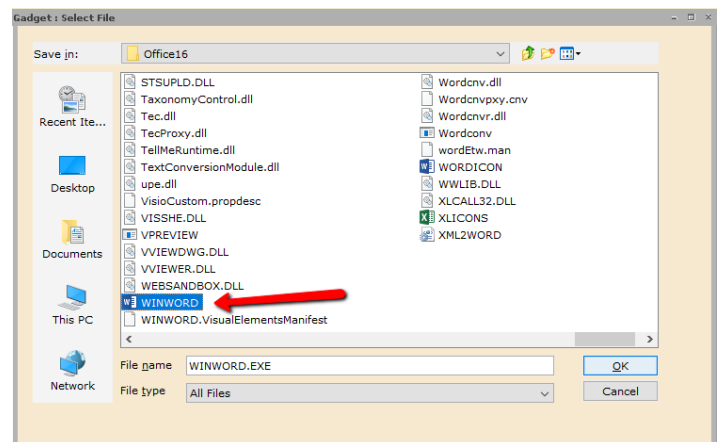 Gadget : Select File
Save in:
Office16
Recent Ite...
Desktop
Documents
This PC
Network
STSUPLD.DLL
TaxonomyControl.dll
Tec.dll
TecProxy.dll
TellMeRuntime.dll
TextConversionModule.dll
upe.dll
VisioCustom.propdesc
VISSHE.DLL
VPREVIEW
VVIEWDWG.DLL
VVIEWER.DLL
WEBSANDBOX.DLL
WINWORD
WINWORD.VisualElementsManifest
Wordcnv.dll
Wordcnvpxy.cnv
Wordcnvr.dll
Wordconv
wordEtw.man
WORDICON
WWLIB.DLL
XLCALL32.DLL
XLICONS
XML2WORD
File name
WINWORD.EXE
OK
File type
All Files
Cancel